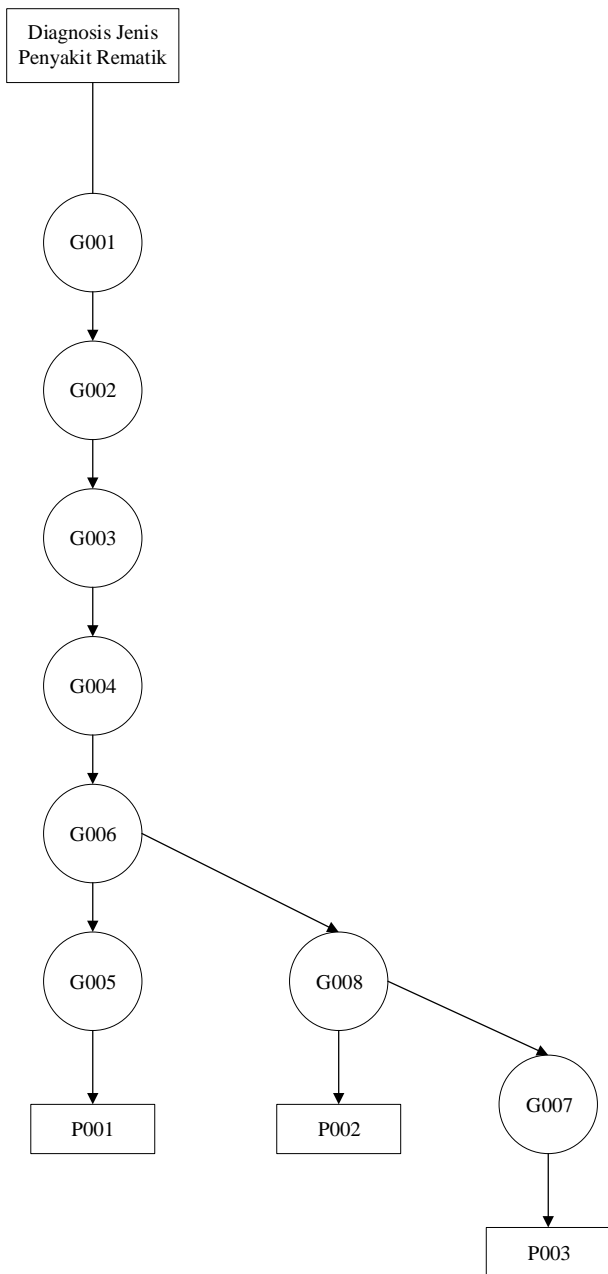 Diagnosis Jenis
Penyakit Rematik
G001
G002
G003
G004
G006
G005
G008
G007
P001
P002
P003